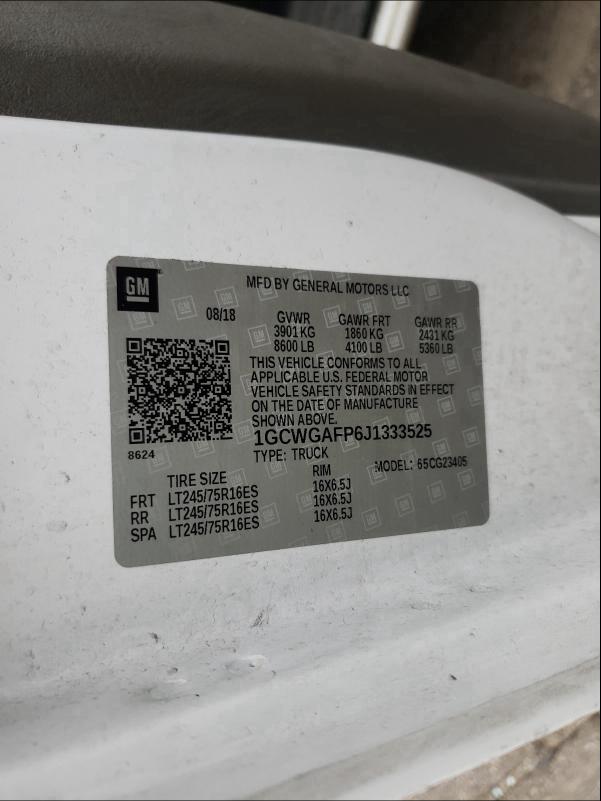 GM
MFD BY GENERAL MOTORS LLC
08/18
GVWR GAWR FRT GAWR RR
3901 KG 1860 KG 2431 KG
8600 LB 4100 LB 5360 LB
THIS VEHICLE CONFORMS TO ALL
APPLICABLE U.S. FEDERAL MOTOR
VEHICLE SAFETY STANDARDS IN EFFECT
ON THE DATE OF MANUFACTURE
SHOWN ABOVE.
1GCWGAFP6J1333525
8624
TYPE: TRUCK MODEL: 65CG23405
TIRE SIZE RIM
FRT LT245/75R16ES 16X6.5J
RR LT245/75R16ES 16X6.5J
SPA LT245/75R16ES 16X6.5J